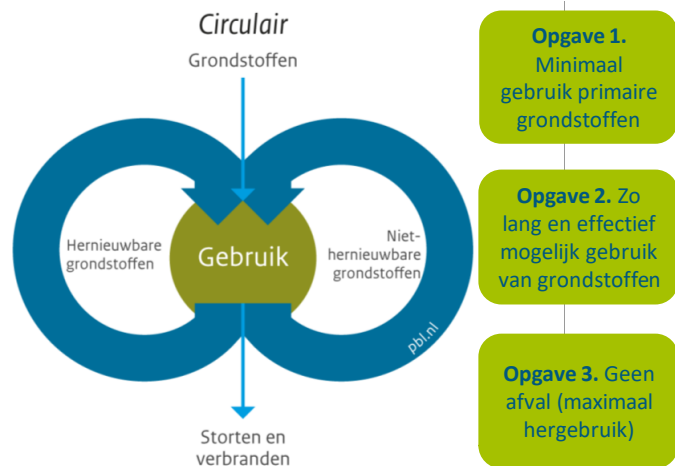 Circulair
Grondstoffen
Hernieuwbare
grondstoffen
Gebruik
Niet-
hernieuwbare
grondstoffen
pbl.nl
Storten en
verbranden
Opgave 1.
Minimaal
gebruik primaire
grondstoffen
Opgave 2. Zo
lang en effectief
mogelijk gebruik
van grondstoffen
Opgave 3. Geen
afval (maximaal
hergebruik)